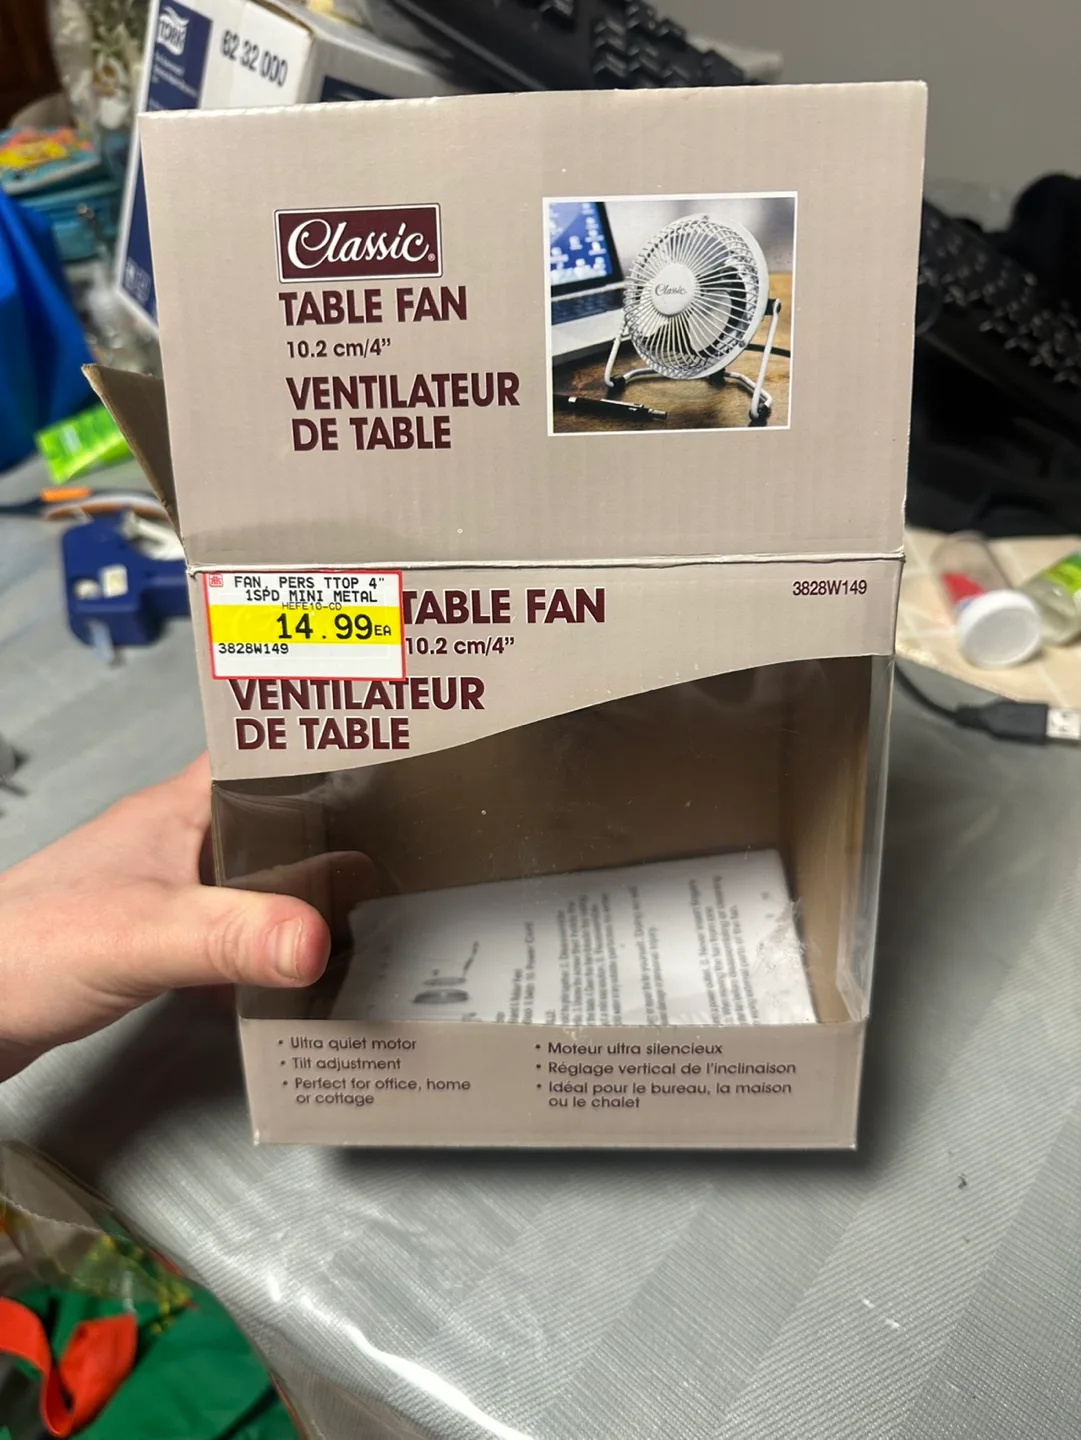 TORK
62 32 000
Classic®
TABLE FAN
10.2 cm/4”
VENTILATEUR
DE TABLE
Classic
FAN, PERS TTOP 4"
1SPD MINI METAL
HEFE10-CD
14.99EA
3828W149
TABLE FAN
10.2 cm/4”
3828W149
VENTILATEUR
DE TABLE
• Ultra quiet motor
• Tilt adjustment
• Perfect for office, home
or cottage
• Moteur ultra silencieux
• Réglage vertical de l’inclinaison
• Idéal pour le bureau, la maison
ou le chalet